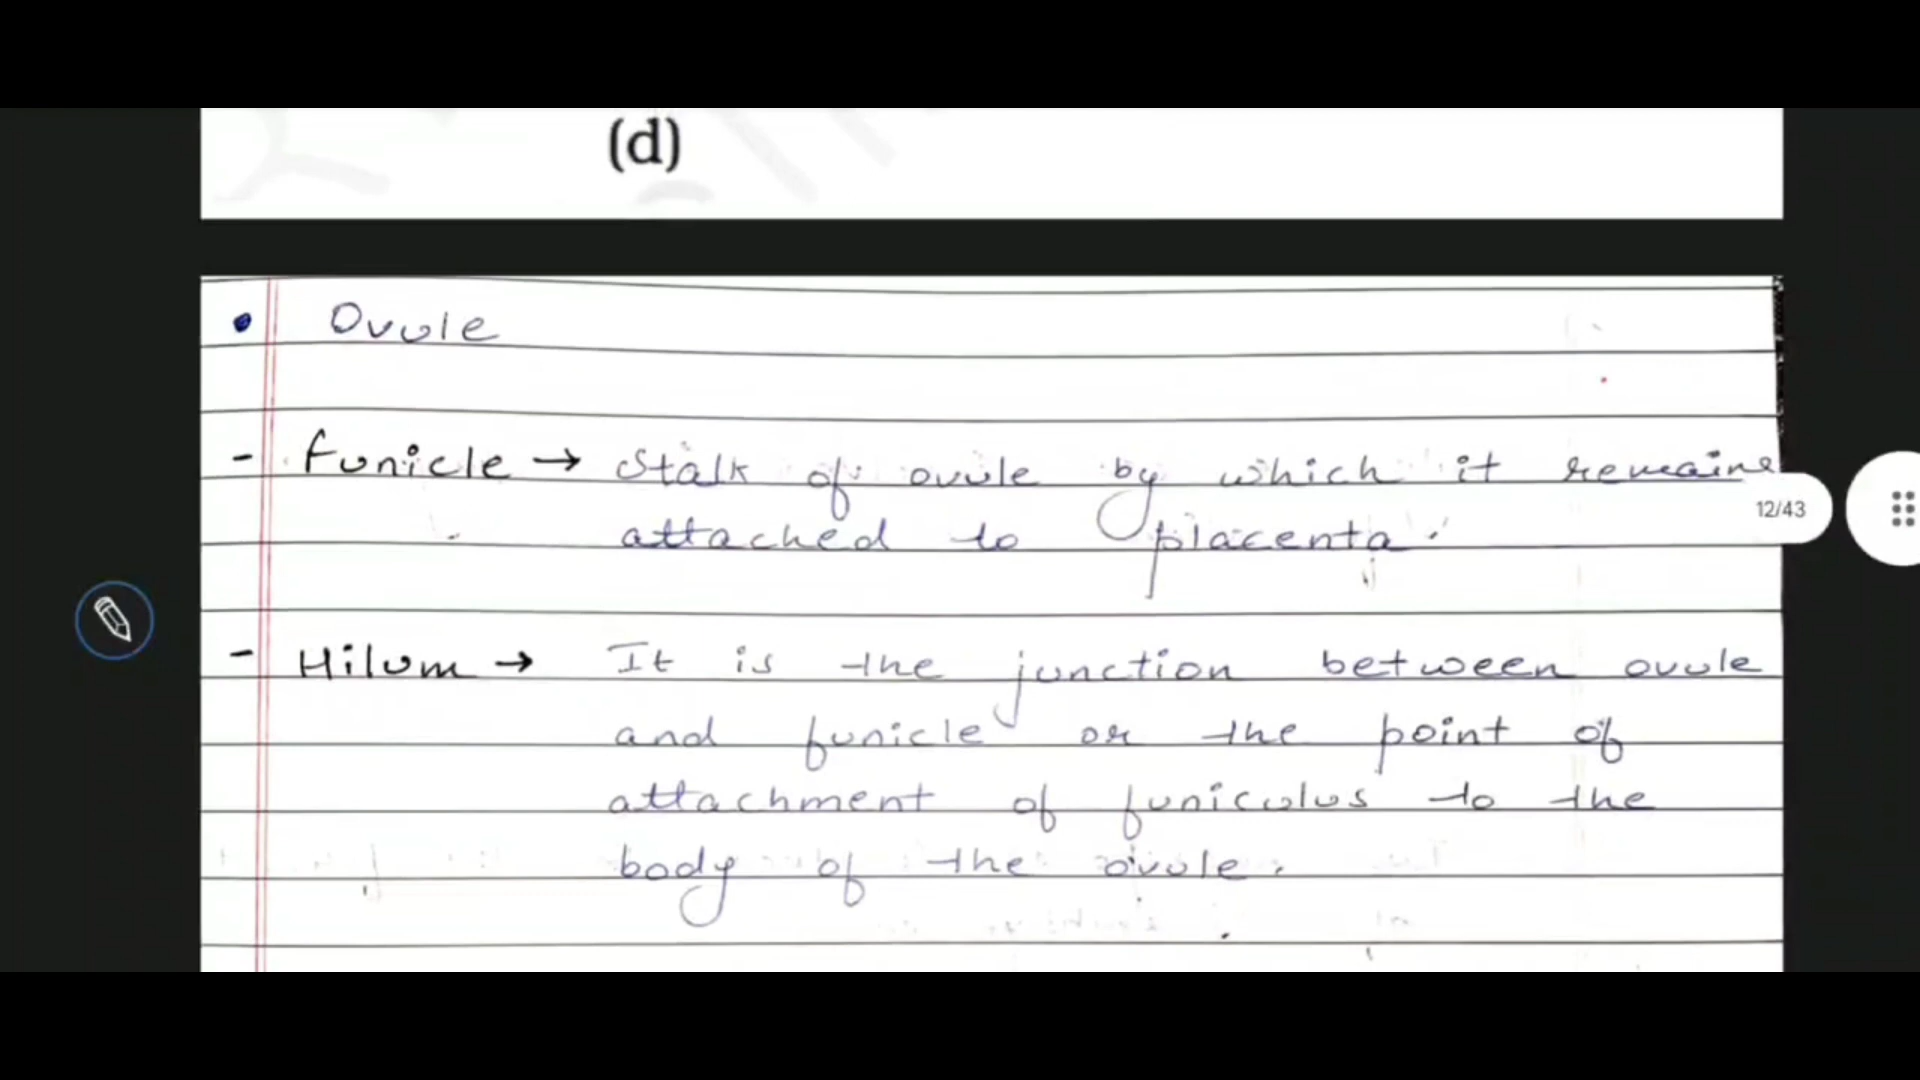 (d)
• Ovule
- Funicle → Stalk of ovule by which it remains
attached to placenta.
12/43
- Hilum → It is the junction between ovule
and funicle or the point of
attachment of funiculus to the
body of the ovule.